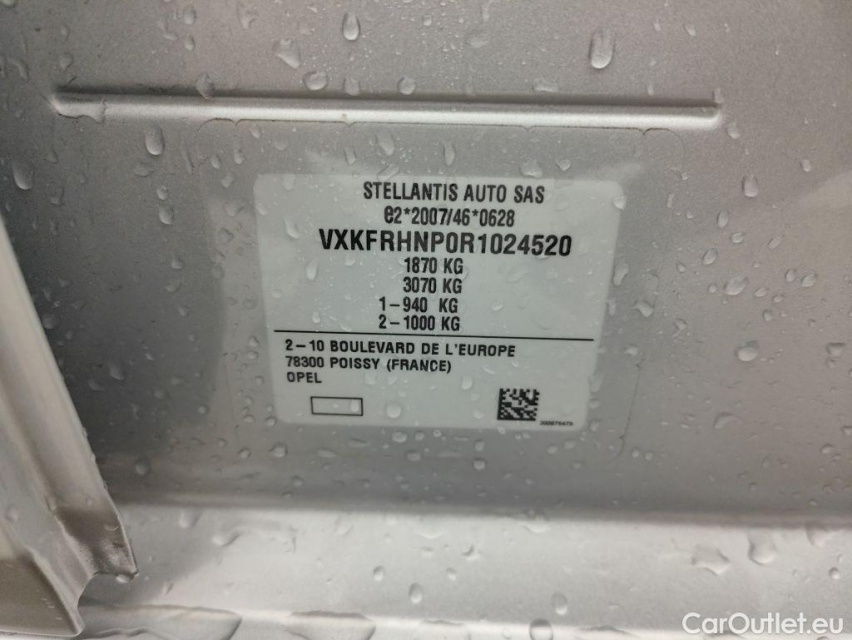 STELLANTIS AUTO SAS
e2*2007/46*0628
VXKFRHNP0R1024520
1870 KG
3070 KG
1-940 KG
2-1000 KG
2-10 BOULEVARD DE L'EUROPE
78300 POISSY (FRANCE)
OPEL
CarOutlet.eu